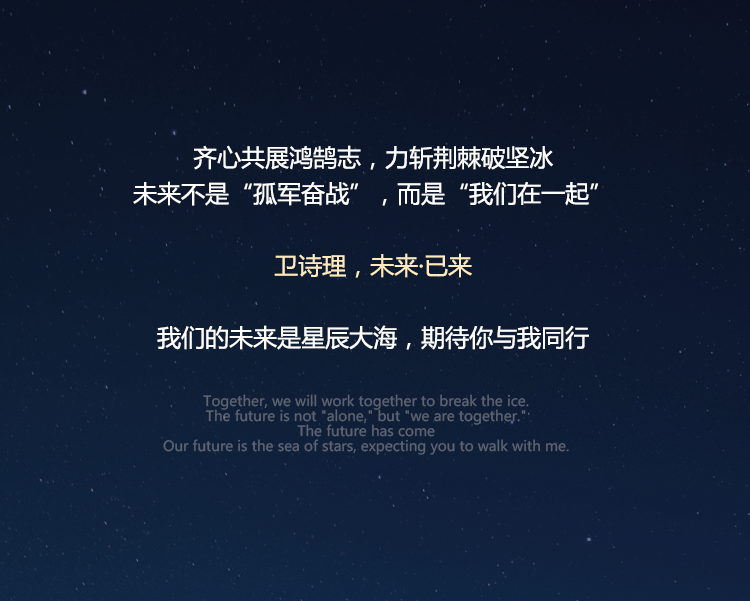 齐心共展鸿鹄志，力斩荆棘破坚冰
未来不是“孤军奋战”，而是“我们在一起”
卫诗理，未来·已来
我们的未来是星辰大海，期待你与我同行
Together, we will work together to break the ice.
The future is not "alone," but "we are together.":
The future has come
Our future is the sea of stars, expecting you to walk with me.